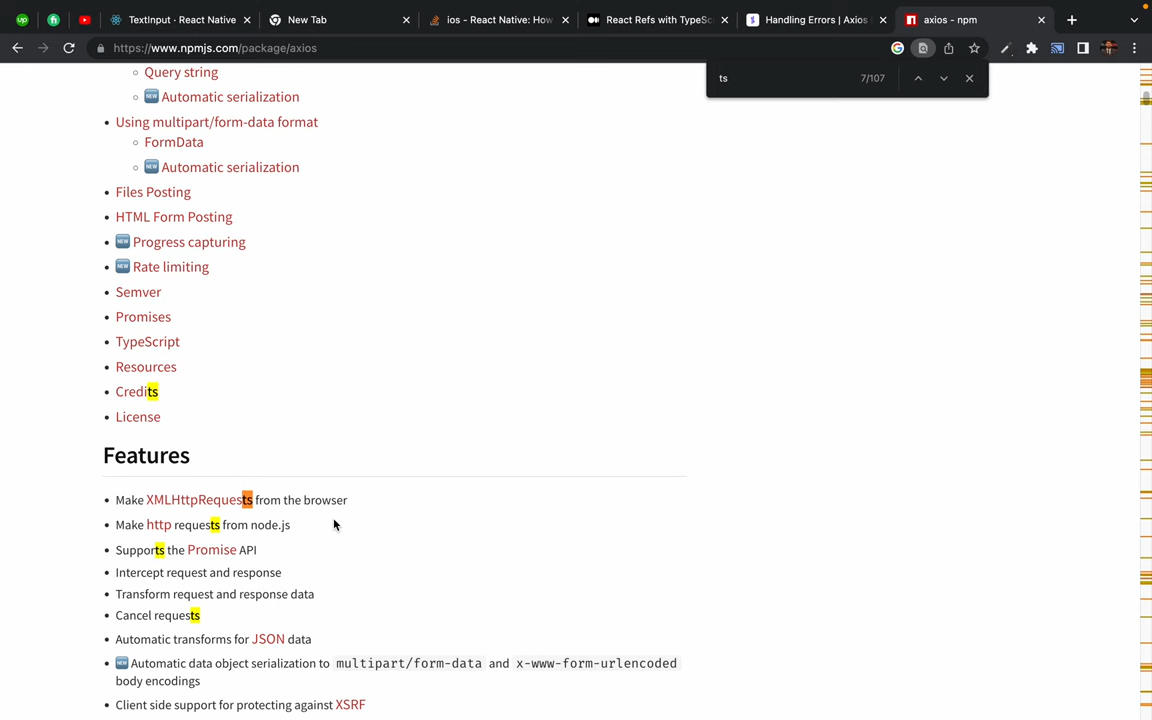 TextInput · React Native
New Tab
ios - React Native: How
React Refs with TypeSc
Handling Errors | Axios
axios - npm
https://www.npmjs.com/package/axios
ts
7/107
Query string
Automatic serialization
Using multipart/form-data format
FormData
Automatic serialization
Files Posting
HTML Form Posting
Progress capturing
Rate limiting
Semver
Promises
TypeScript
Resources
Credits
License
Features
Make XMLHttpRequests from the browser
Make http requests from node.js
Supports the Promise API
Intercept request and response
Transform request and response data
Cancel requests
Automatic transforms for JSON data
🆕 Automatic data object serialization to multipart/form-data and x-www-form-urlencoded
body encodings
Client side support for protecting against XSRF